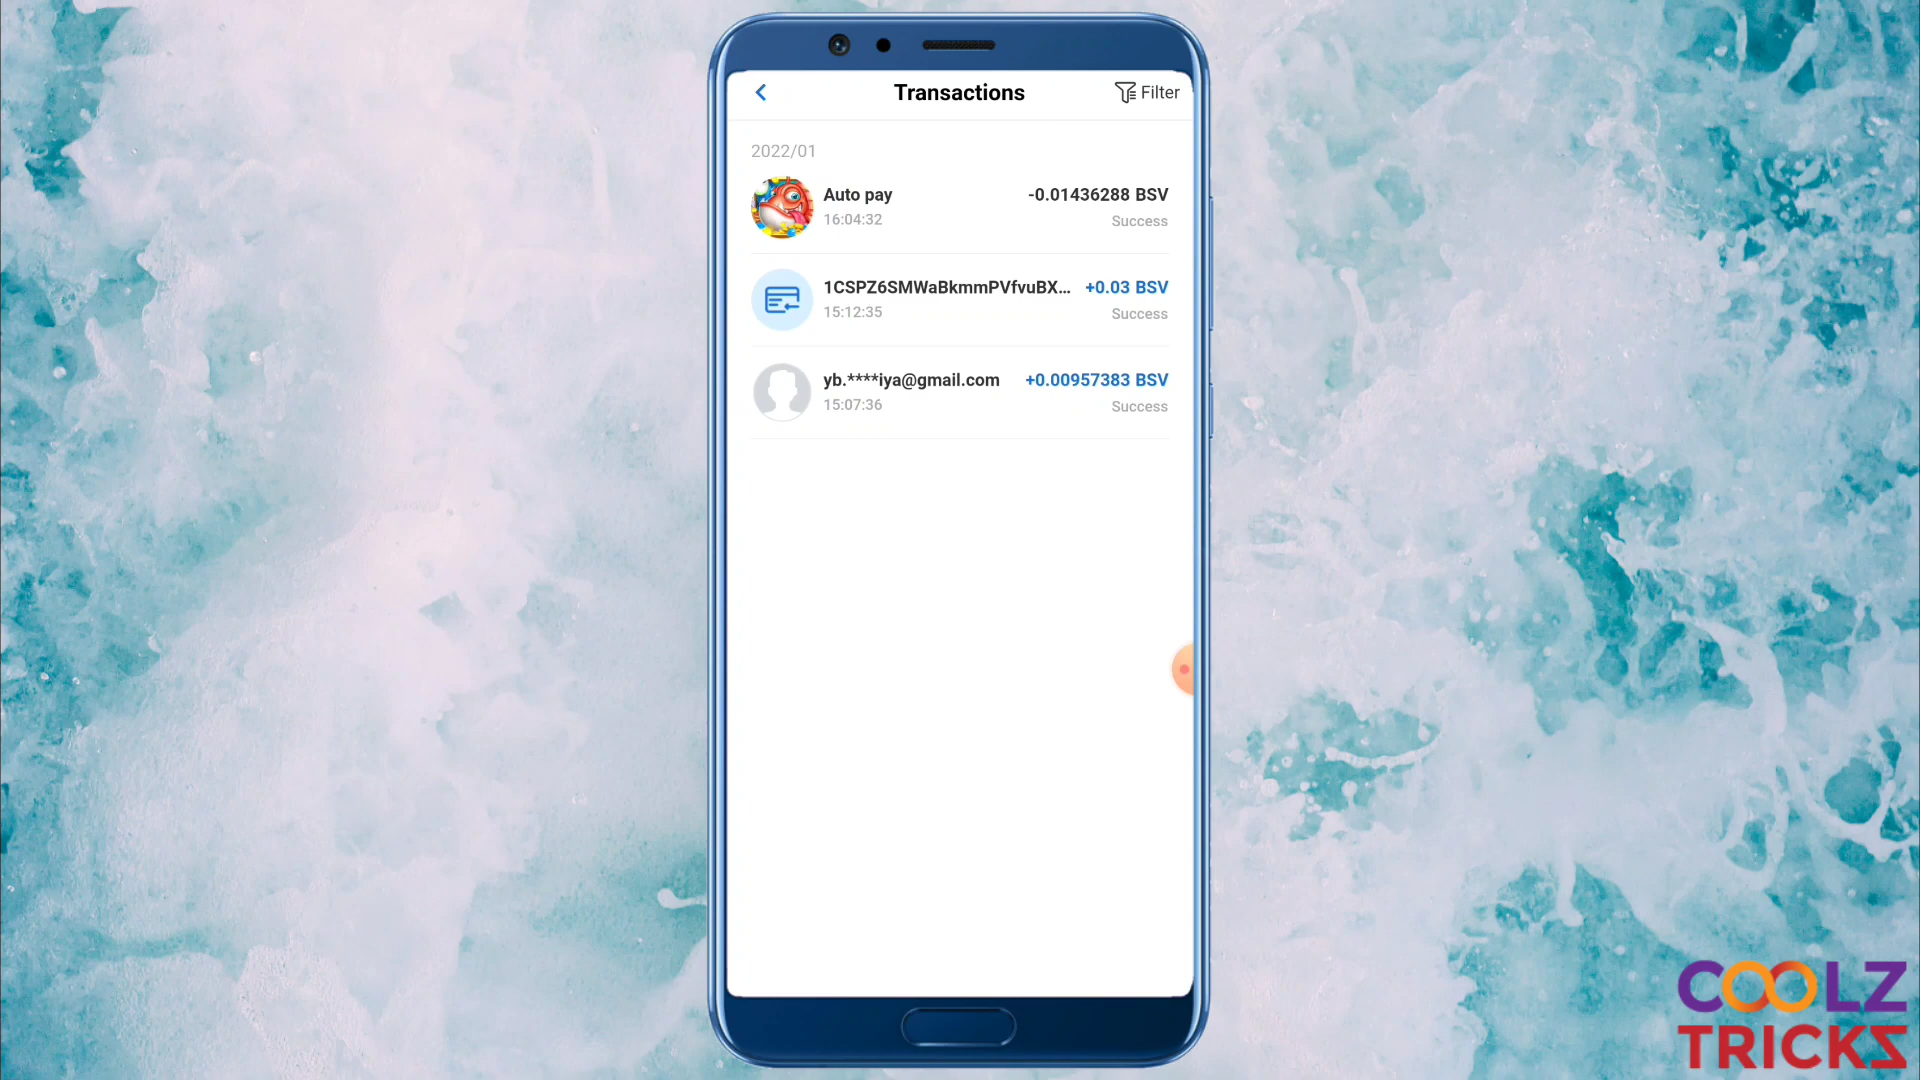 Transactions
Filter
2022/01
Auto pay
-0.01436288 BSV
16:04:32
Success
1CSPZ6SMWaBkmmPVfvuBX...
+0.03 BSV
15:12:35
Success
yb.****iya@gmail.com
+0.00957383 BSV
15:07:36
Success
COOLZ
TRICKS